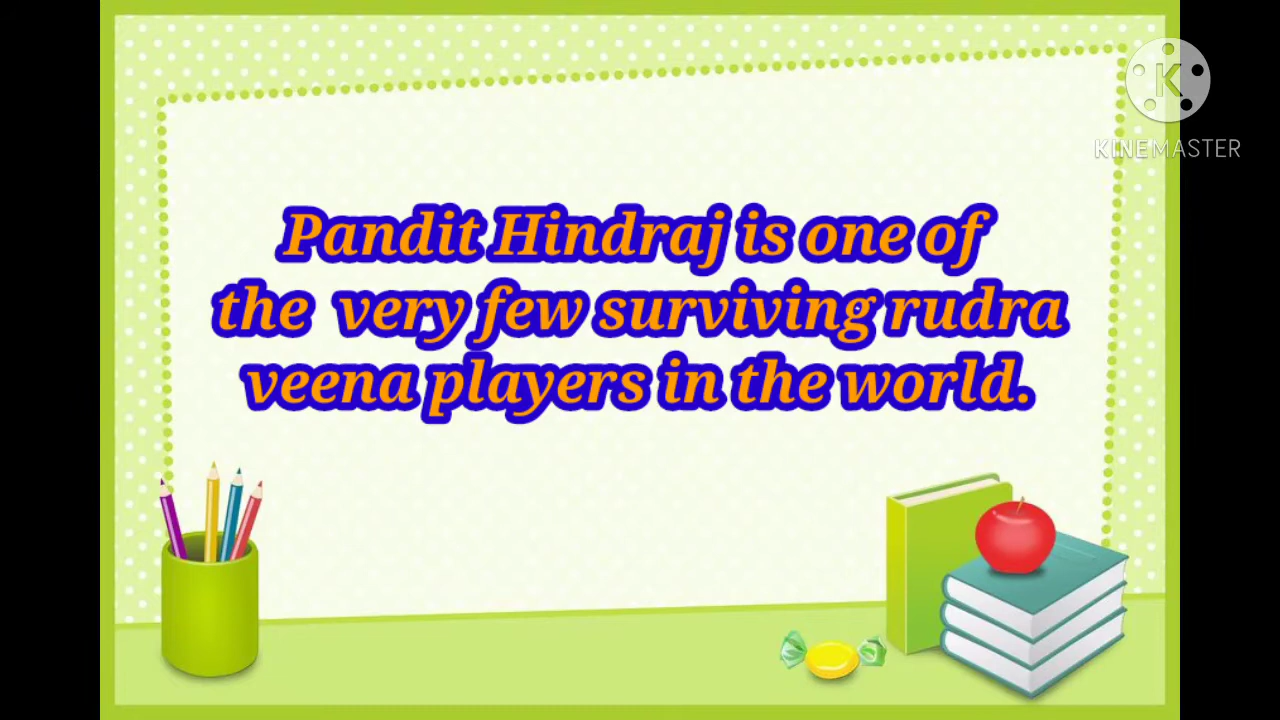 K
KINEMASTER
Pandit Hindraj is one of
the very few surviving rudra
veena players in the world.